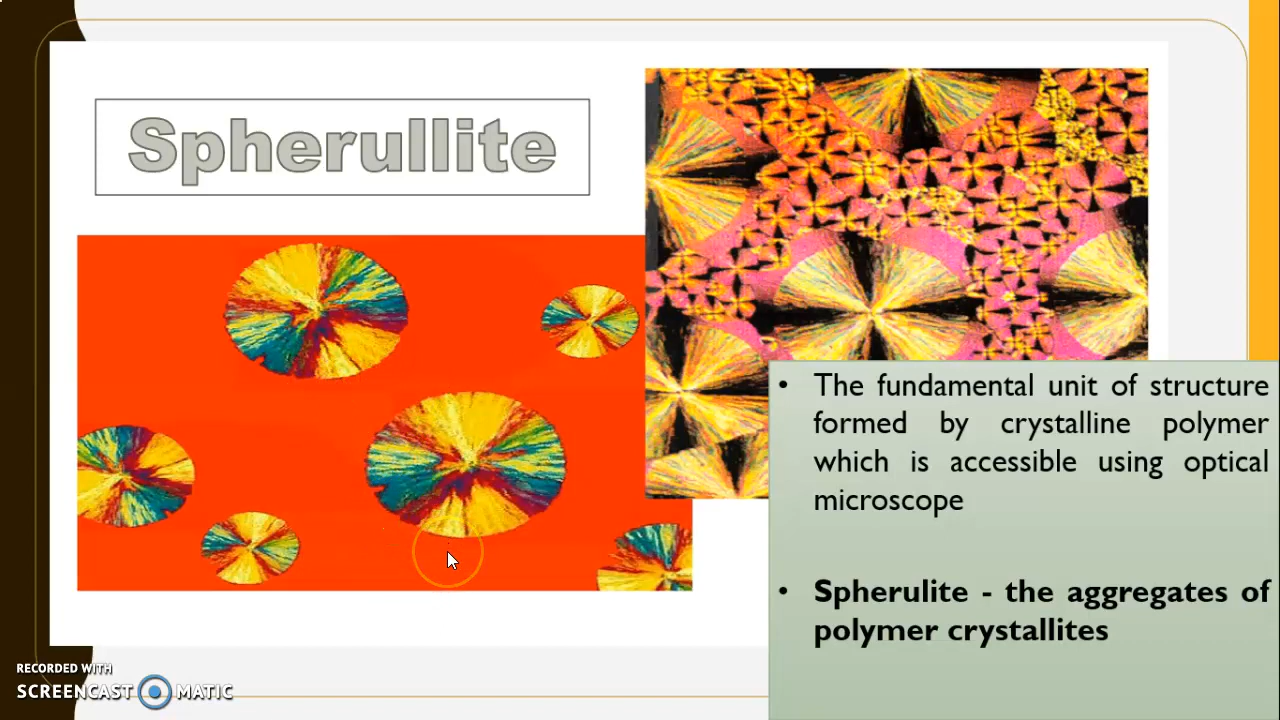 Spherullite
• The fundamental unit of structure
formed by crystalline polymer
which is accessible using optical
microscope
• Spherulite - the aggregates of
polymer crystallites
RECORDED WITH
SCREENCAST MATIC